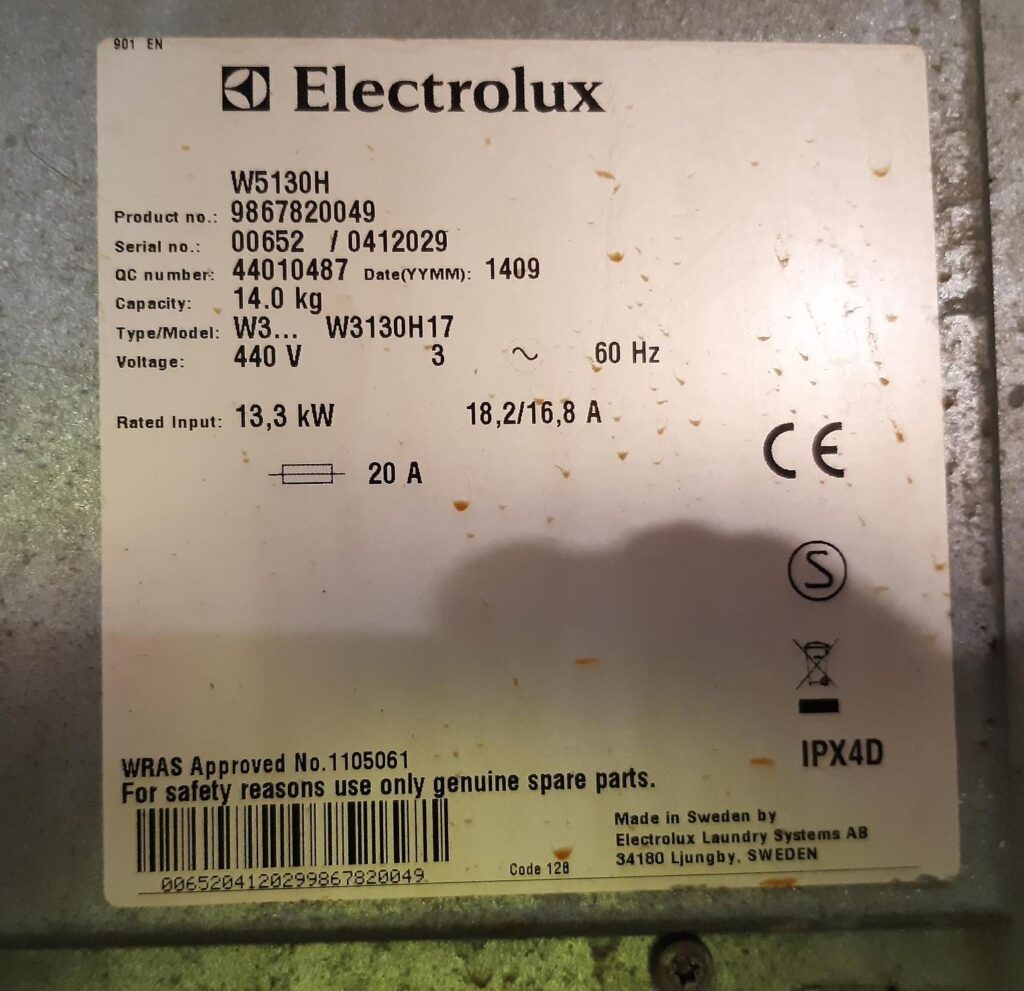 901 EN
Electrolux
W5130H
Product no.: 9867820049
Serial no.: 00652 / 0412029
QC number: 44010487 Date(YYMM): 1409
Capacity: 14.0 kg
Type/Model: W3... W3130H17
Voltage: 440 V 3 ~ 60 Hz
Rated Input: 13,3 kW 18,2/16,8 A
20 A
CE
S
IPX4D
WRAS Approved No.1105061
For safety reasons use only genuine spare parts.
Made in Sweden by
Electrolux Laundry Systems AB
34180 Ljungby, SWEDEN
Code 128
0065204120299867820049